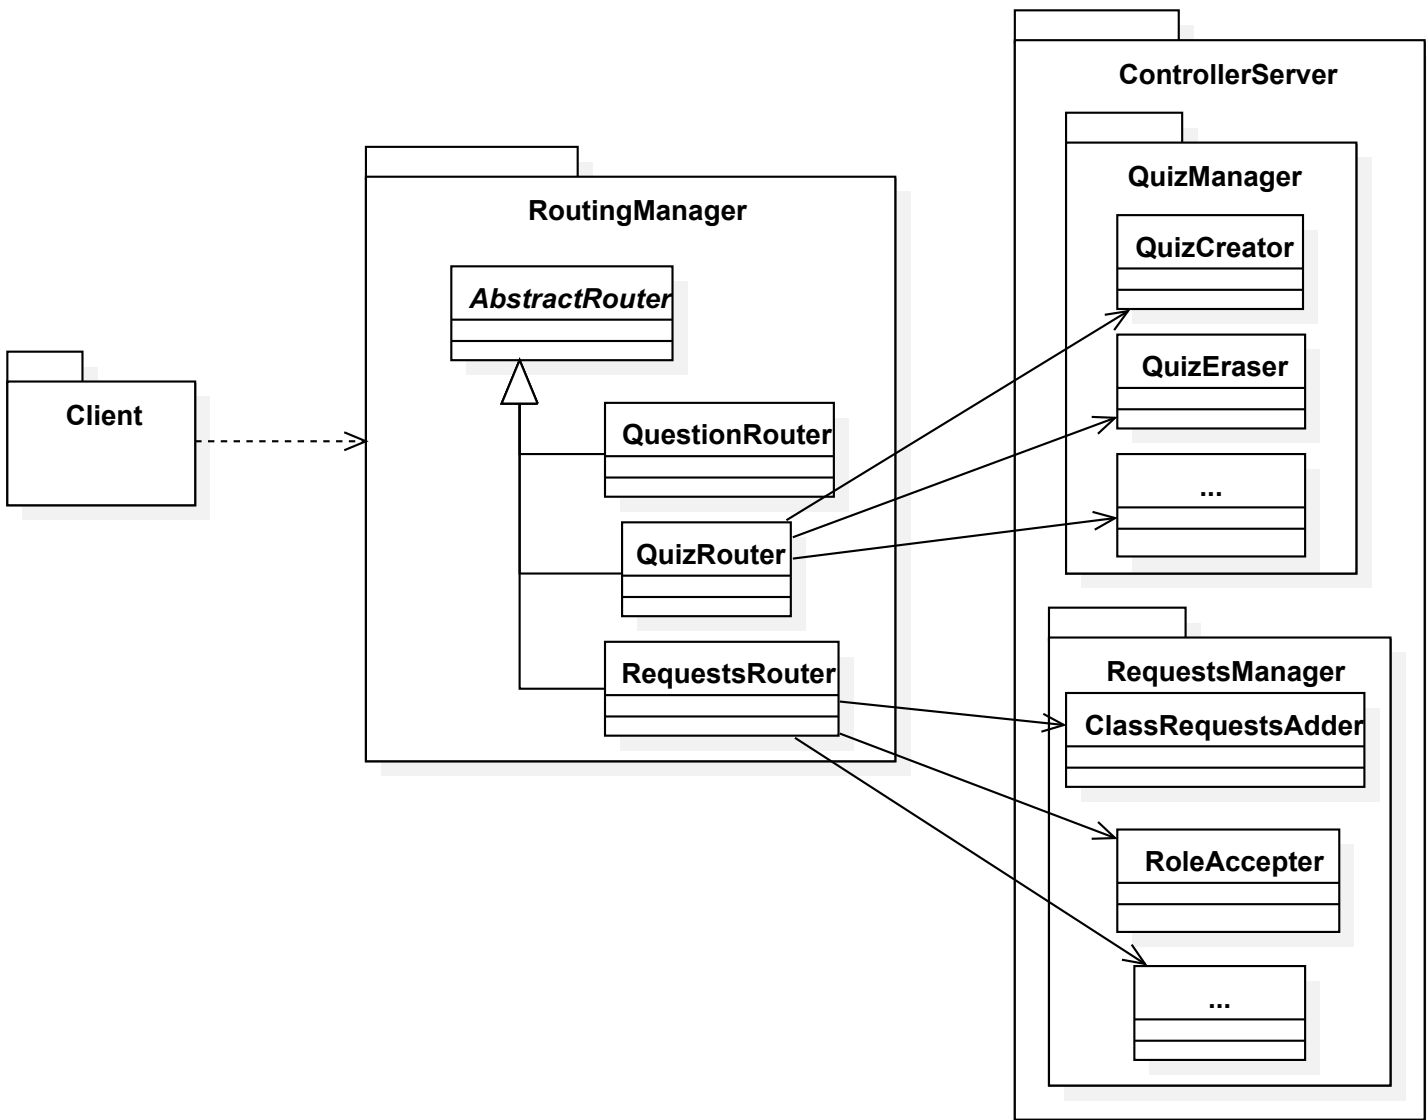 Client
RoutingManager
AbstractRouter
QuestionRouter
QuizRouter
RequestsRouter
ControllerServer
QuizManager
QuizCreator
QuizEraser
...
RequestsManager
ClassRequestsAdder
RoleAccepter
...